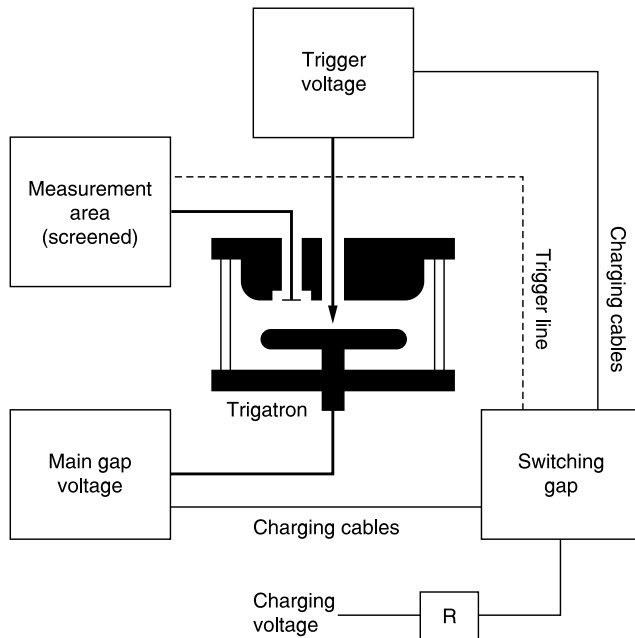 Trigger
voltage
Measurement
area
(screened)
Trigger line
Charging cables
Trigatron
Main gap
voltage
Switching
gap
Charging cables
Charging
voltage
R